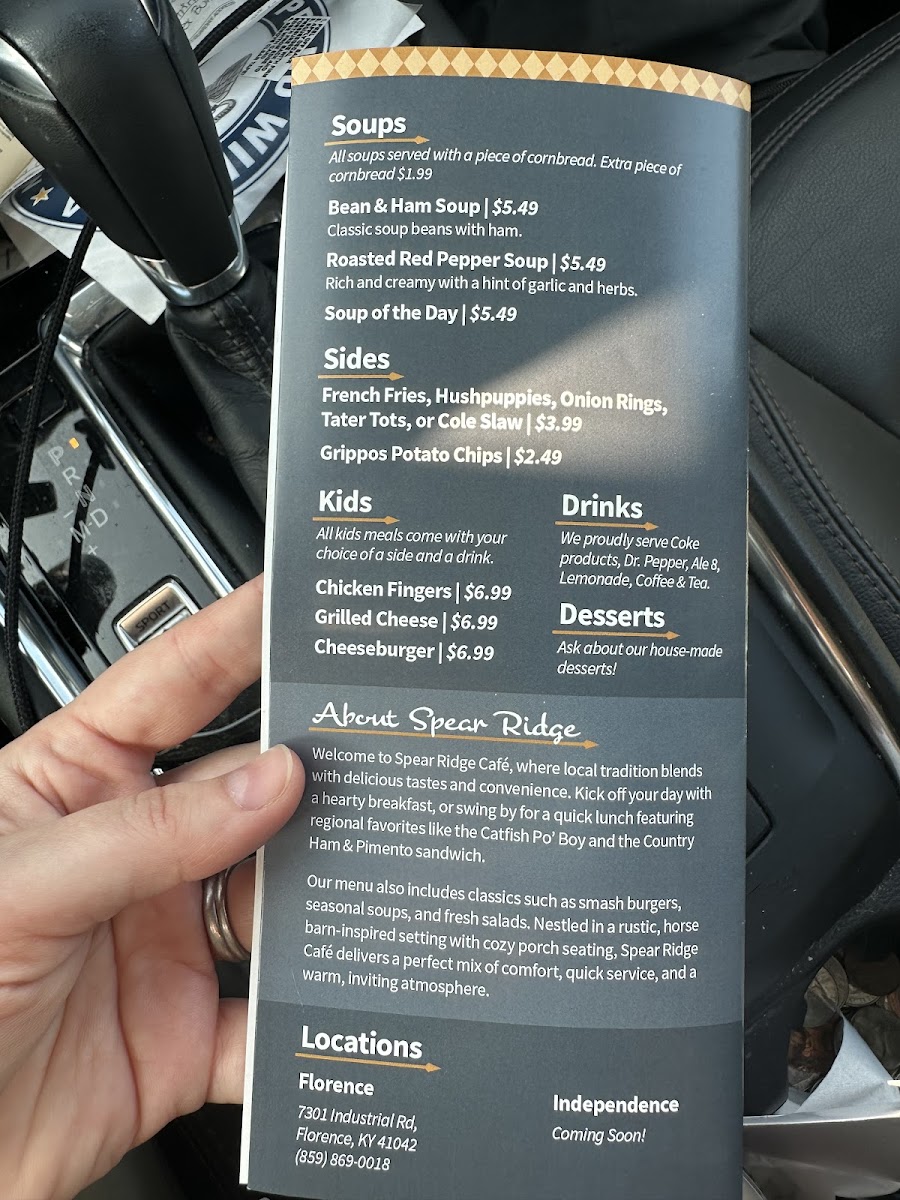 WIN
P
R
N
M-D
+
SPORT
Soups
All soups served with a piece of cornbread. Extra piece of
cornbread $1.99
Bean & Ham Soup | $5.49
Classic soup beans with ham.
Roasted Red Pepper Soup | $5.49
Rich and creamy with a hint of garlic and herbs.
Soup of the Day | $5.49
Sides
French Fries, Hushpuppies, Onion Rings,
Tater Tots, or Cole Slaw | $3.99
Grippos Potato Chips | $2.49
Kids
All kids meals come with your
choice of a side and a drink.
Chicken Fingers | $6.99
Grilled Cheese | $6.99
Cheeseburger | $6.99
Drinks
We proudly serve Coke
products, Dr. Pepper, Ale 8,
Lemonade, Coffee & Tea.
Desserts
Ask about our house-made
desserts!
About Spear Ridge
Welcome to Spear Ridge Café, where local tradition blends
with delicious tastes and convenience. Kick off your day with
a hearty breakfast, or swing by for a quick lunch featuring
regional favorites like the Catfish Po' Boy and the Country
Ham & Pimento sandwich.
Our menu also includes classics such as smash burgers,
seasonal soups, and fresh salads. Nestled in a rustic, horse
barn-inspired setting with cozy porch seating, Spear Ridge
Café delivers a perfect mix of comfort, quick service, and a
warm, inviting atmosphere.
Locations
Florence
7301 Industrial Rd,
Florence, KY 41042
(859) 869-0018
Independence
Coming Soon!